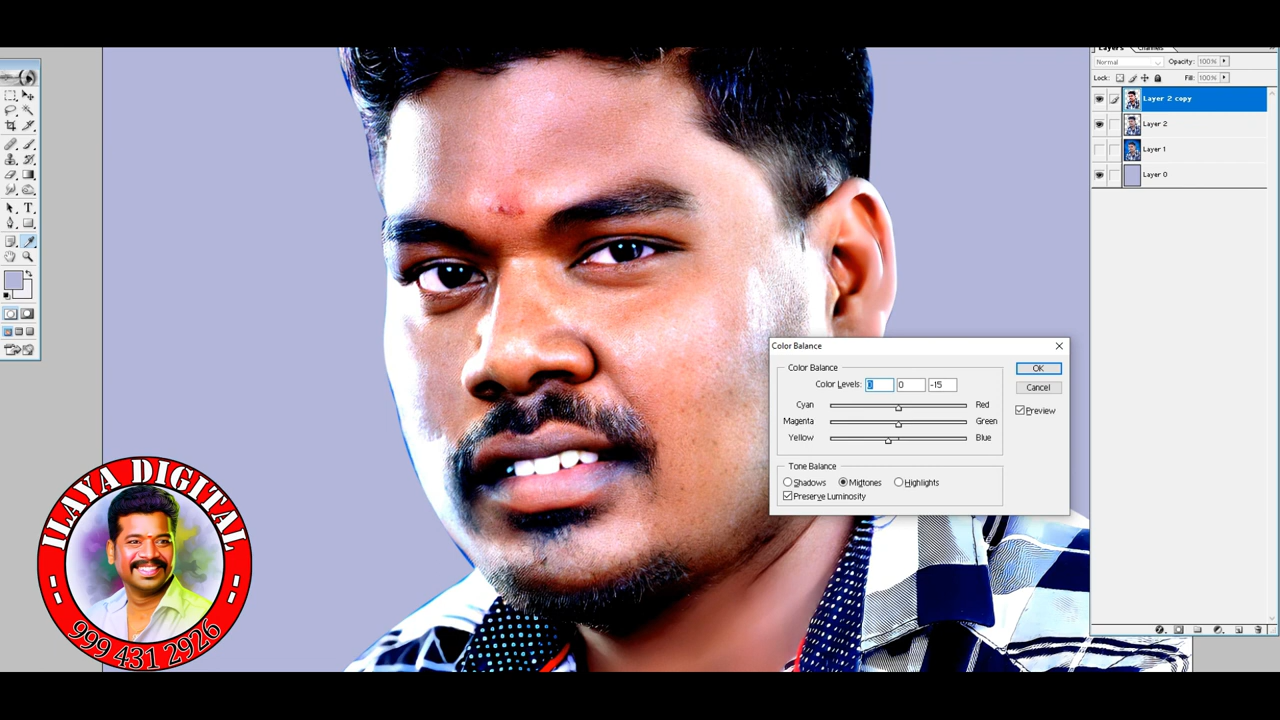 Layers
Channels
Normal
Opacity: 100%
Lock:
Fill: 100%
Layer 2 copy
Layer 2
Layer 1
Layer 0
T
Color Balance
Color Balance
OK
Color Levels: 0 0 -15
Cancel
Cyan
Red
Preview
Magenta
Green
Yellow
Blue
Tone Balance
Shadows
Midtones
Highlights
Preserve Luminosity
ILAYA DIGITAL
999 431 2926